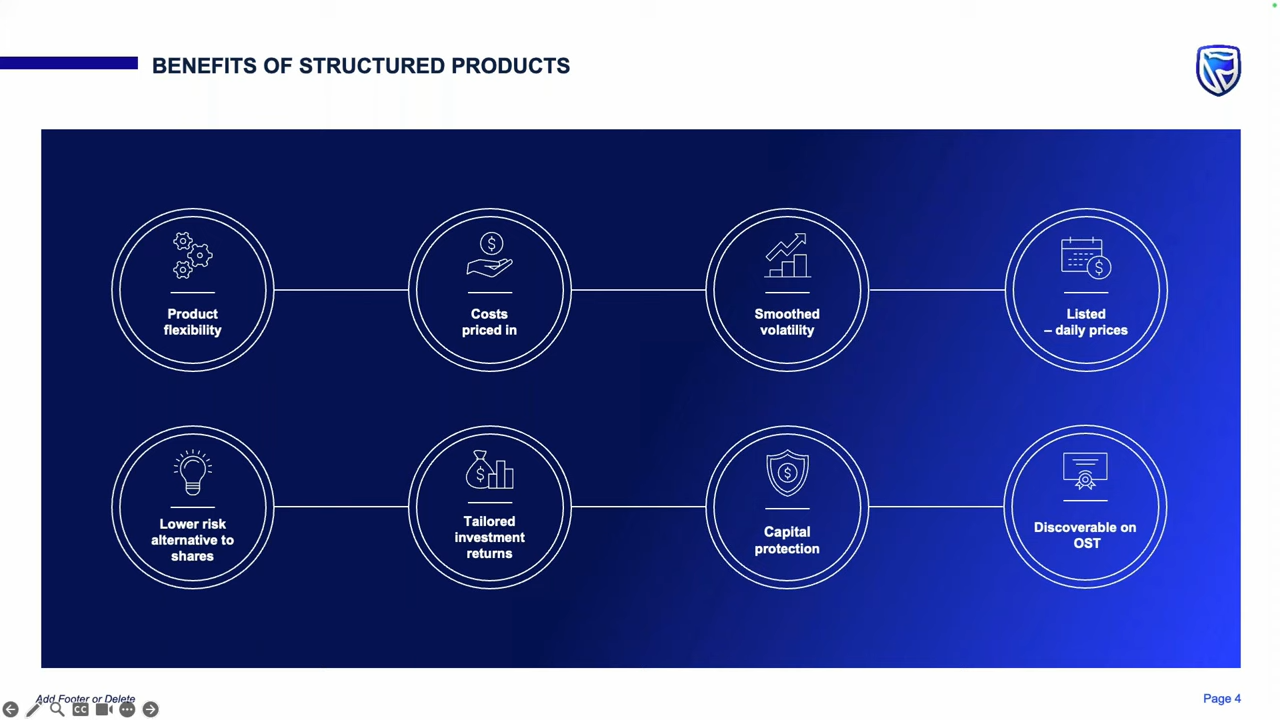 BENEFITS OF STRUCTURED PRODUCTS
Product
flexibility
Costs
priced in
Smoothed
volatility
Listed
– daily prices
Lower risk
alternative to
shares
Tailored
investment
returns
Capital
protection
Discoverable on
OST
Add Footer or Delete
Page 4